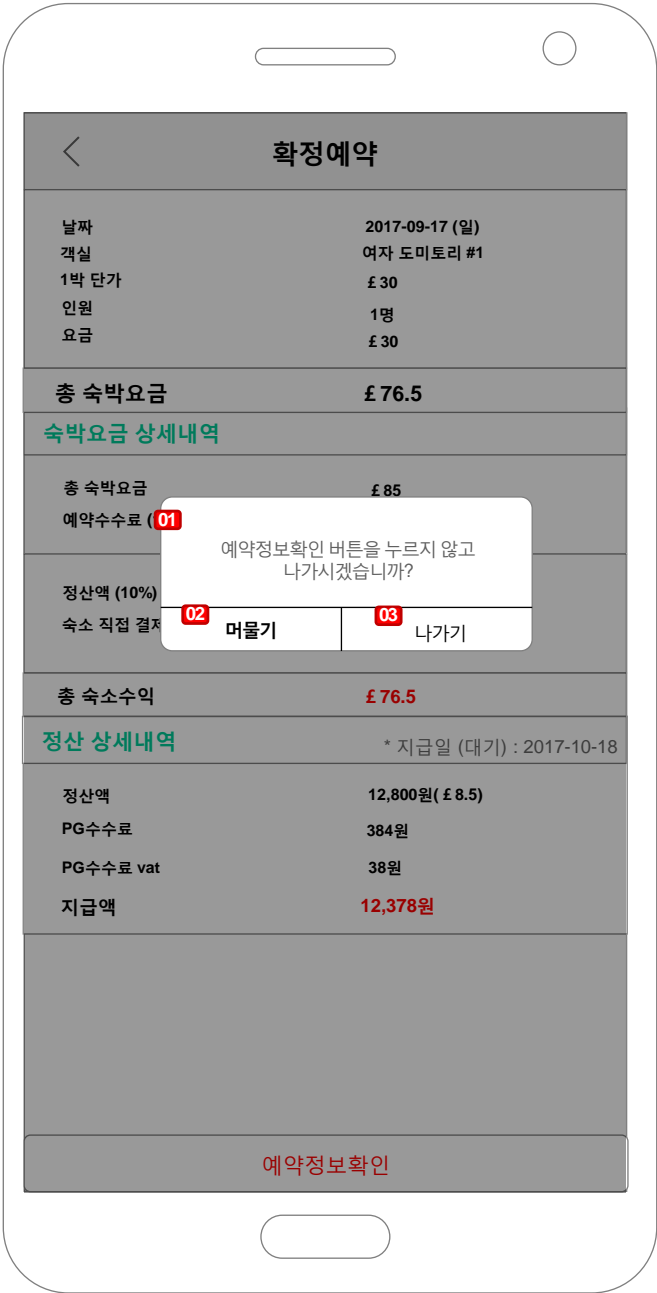 확정예약
날짜 2017-09-17 (일)
객실 여자 도미토리 #1
1박 단가 £30
인원 1명
요금 £30
총 숙박요금 £76.5
숙박요금 상세내역
총 숙박요금 £85
예약수수료 (
01
예약정보확인 버튼을 누르지 않고
나가시겠습니까?
정산액 (10%)
숙소 직접 결제
02 머물기
03 나가기
총 숙소수익 £76.5
정산 상세내역 * 지급일 (대기) : 2017-10-18
정산액 12,800원( £8.5)
PG수수료 384원
PG수수료 vat 38원
지급액 12,378원
예약정보확인